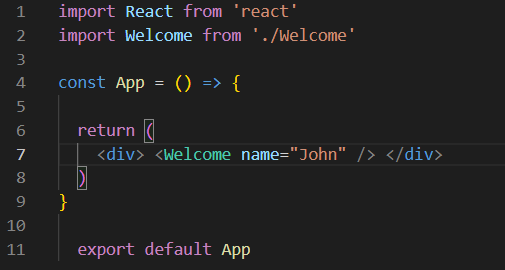 1 import React from 'react'
2 import Welcome from './Welcome'
3
4 const App = () => {
5
6 return (
7 <div> <Welcome name="John" /> </div>
8 )
9 }
10
11 export default App